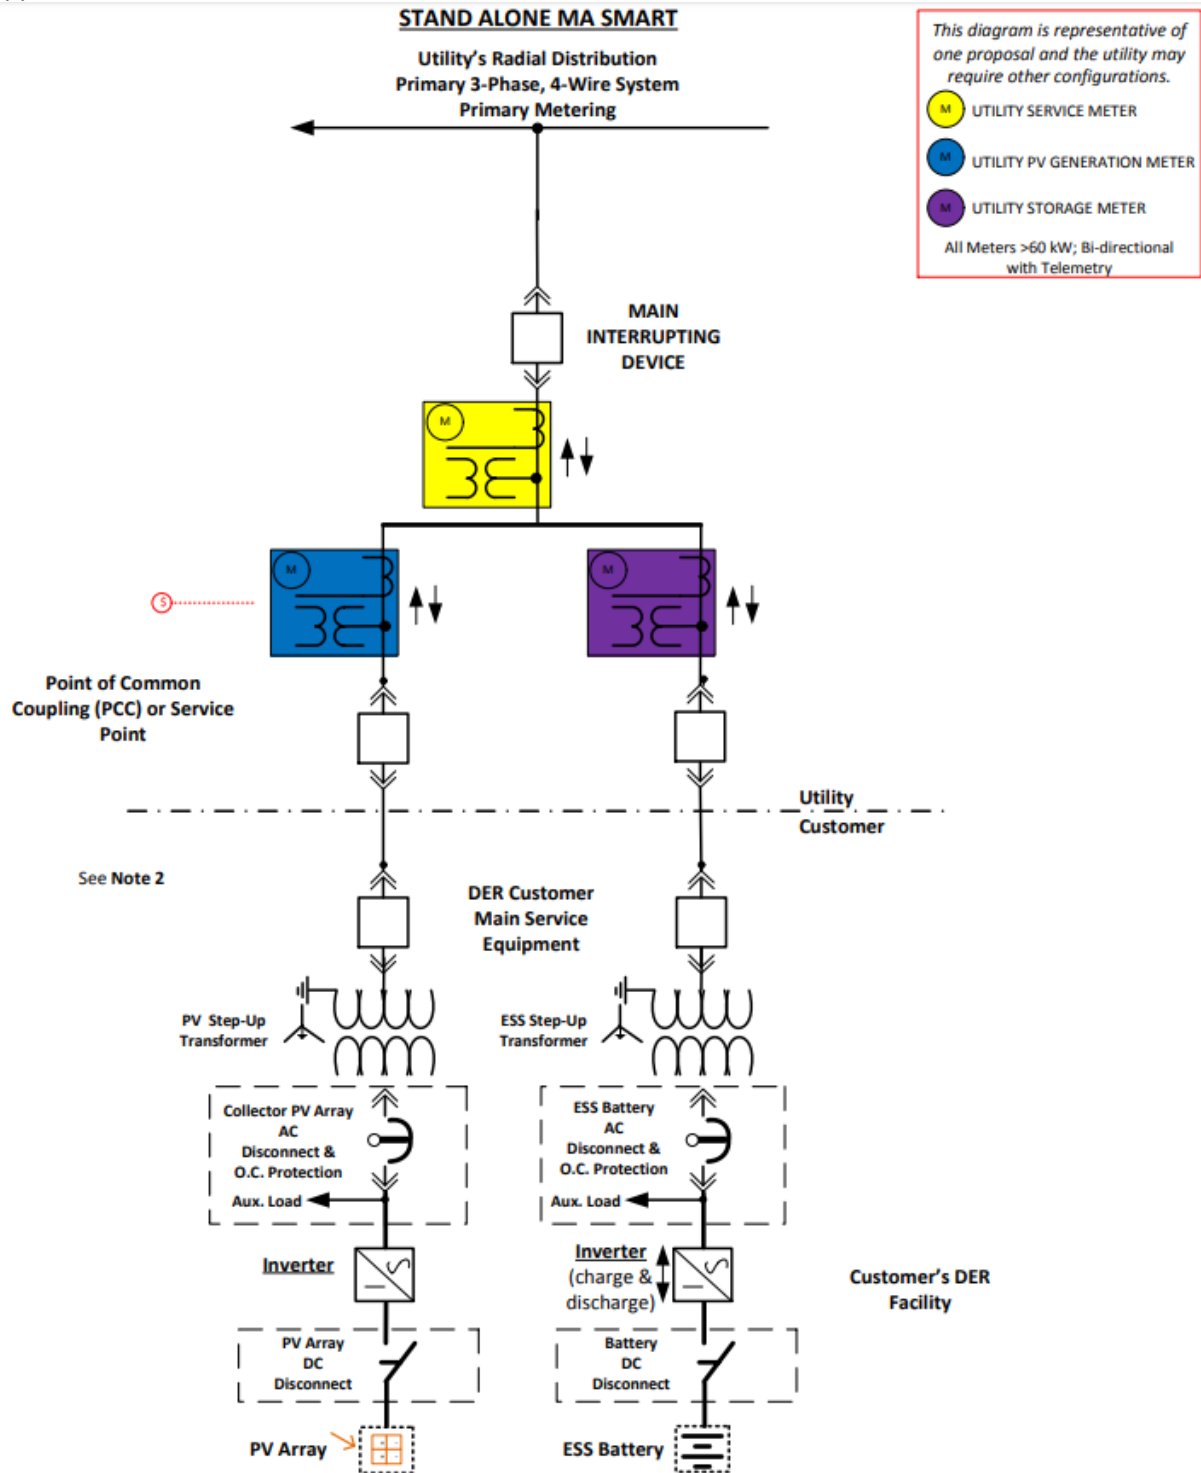 STAND ALONE MA SMART
Utility's Radial Distribution
Primary 3-Phase, 4-Wire System
Primary Metering
This diagram is representative of
one proposal and the utility may
require other configurations.
M UTILITY SERVICE METER
M UTILITY PV GENERATION METER
M UTILITY STORAGE METER
All Meters >60 kW; Bi-directional
with Telemetry
MAIN
INTERRUPTING
DEVICE
M
M
M
$
Point of Common
Coupling (PCC) or Service
Point
Utility
Customer
See Note 2
DER Customer
Main Service
Equipment
PV Step-Up
Transformer
ESS Step-Up
Transformer
Collector PV Array
AC
Disconnect &
O.C. Protection
Aux. Load
ESS Battery
AC
Disconnect &
O.C. Protection
Aux. Load
Inverter
Inverter
(charge &
discharge)
Customer's DER
Facility
PV Array
DC
Disconnect
Battery
DC
Disconnect
PV Array
ESS Battery